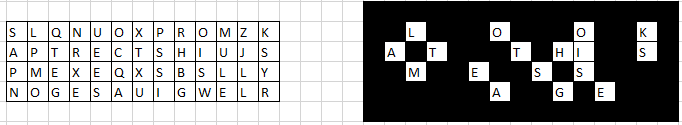 S L Q N U O X P R O M Z K
A P T R E C T S H I U J S
P M E X E Q X S B S L L Y
N O G E S A U I G W E L R
L O O K
A T T H I S
M E S S
A G E